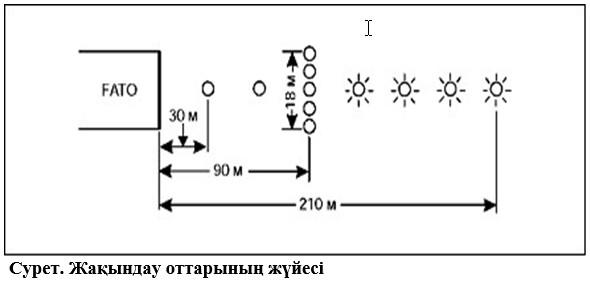 FATO
18 м
30 м
90 м
210 м
Сурет. Жақындау оттарының жүйесі